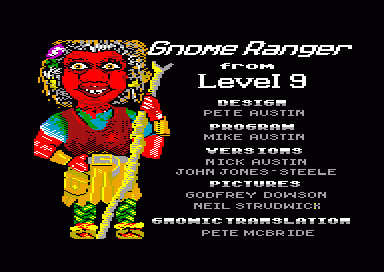 Gnome Ranger
from
Level 9
DESIGN
PETE AUSTIN
PROGRAM
MIKE AUSTIN
VERSIONS
NICK AUSTIN
JOHN JONES-STEELE
PICTURES
GODFREY DOWSON
NEIL STRUDWICK
GNOMIC TRANSLATION
PETE MCBRIDE